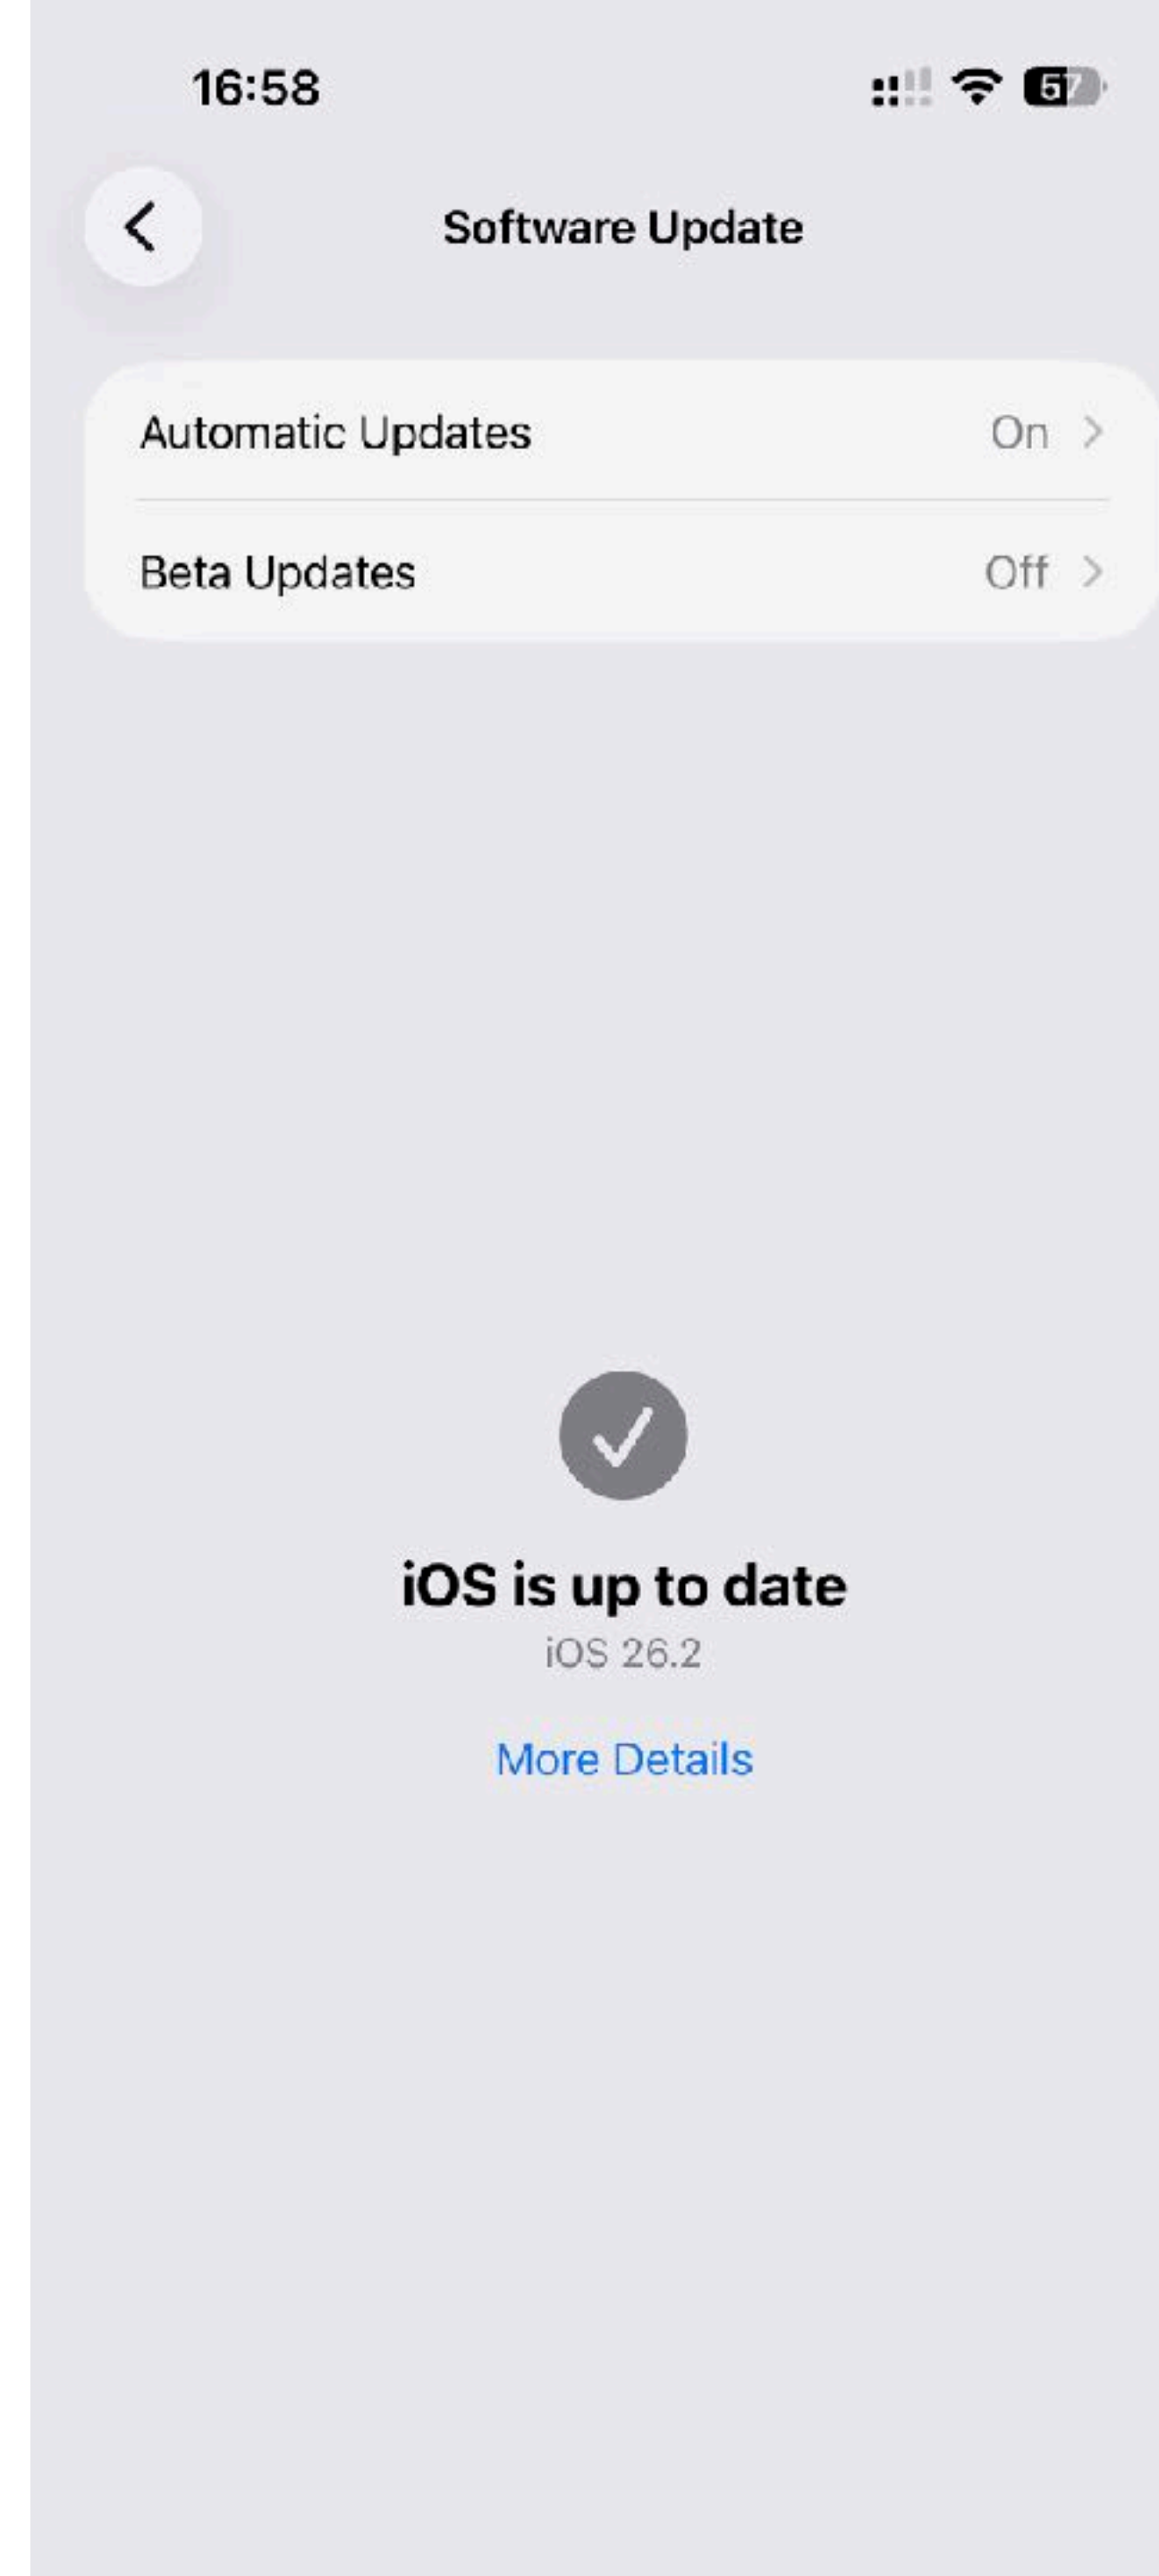 16:58
57
Software Update
Automatic Updates On
Beta Updates Off
iOS is up to date
iOS 26.2
More Details